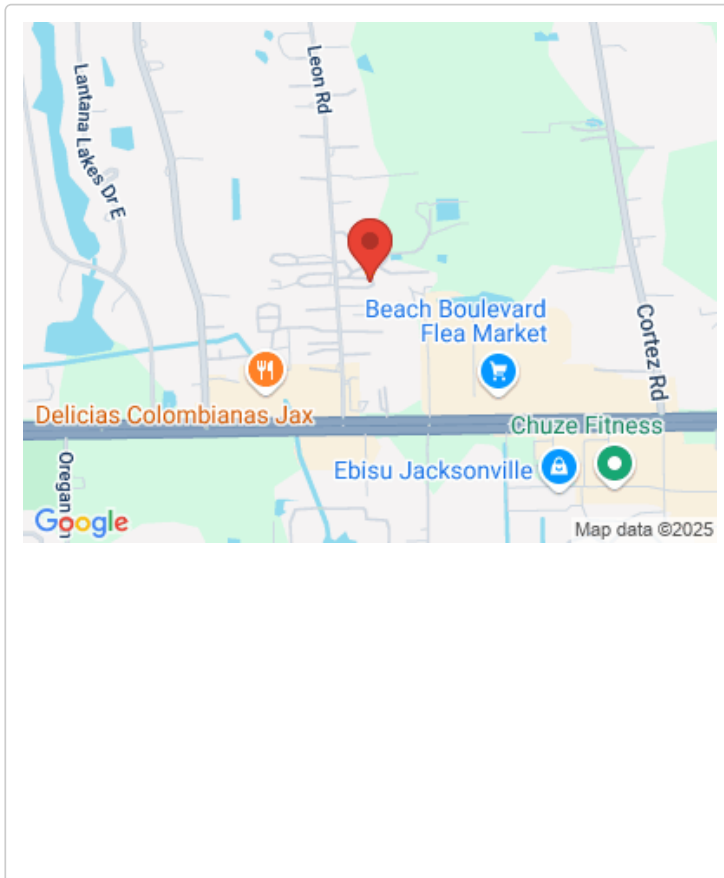 Lantana Lakes Dr E
Leon Rd
Cortez Rd
Beach Boulevard
Flea Market
Delicias Colombianas Jax
Chuze Fitness
Ebisu Jacksonville
Oregan
Google
Map data ©2025